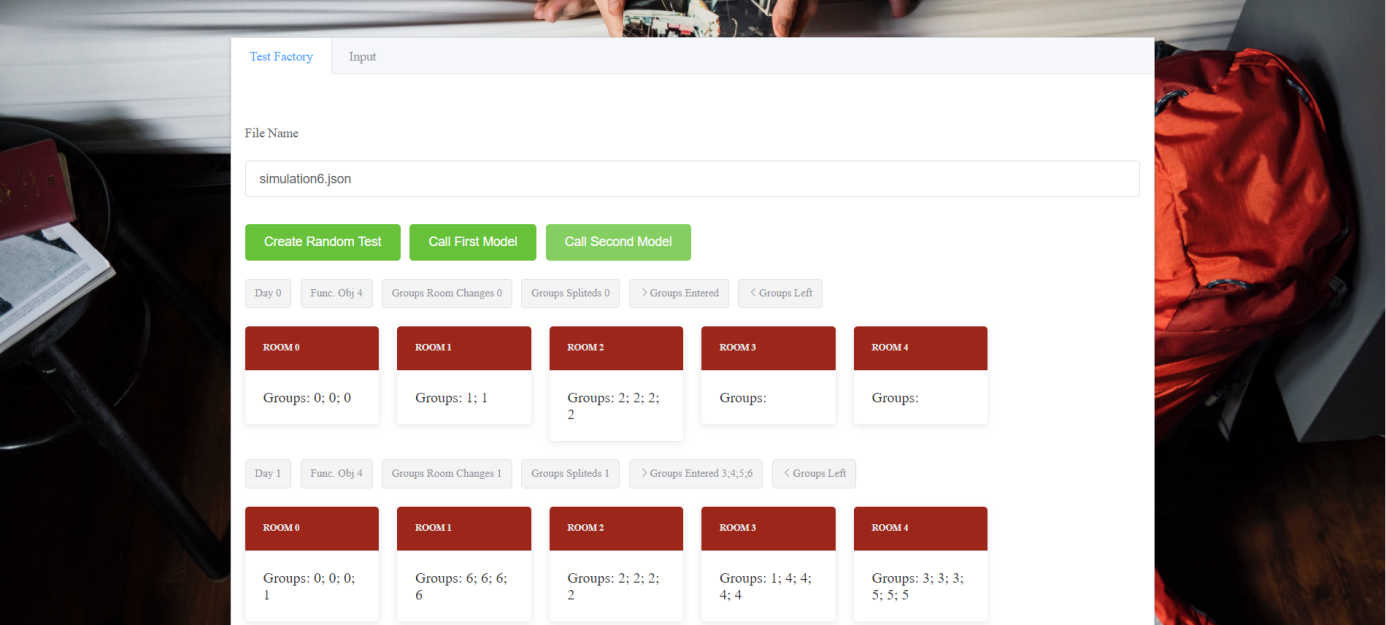 Test Factory Input
File Name
simulation6.json
Create Random Test Call First Model Call Second Model
Day 0 Func. Obj 4 Groups Room Changes 0 Groups Spliteds 0 > Groups Entered < Groups Left
ROOM 0 ROOM 1 ROOM 2 ROOM 3 ROOM 4
Groups: 0; 0; 0 Groups: 1; 1 Groups: 2; 2; 2; Groups: Groups:
2
Day 1 Func. Obj 4 Groups Room Changes 1 Groups Spliteds 1 > Groups Entered 3;4;5;6 < Groups Left
ROOM 0 ROOM 1 ROOM 2 ROOM 3 ROOM 4
Groups: 0; 0; 0; Groups: 6; 6; 6; Groups: 2; 2; 2; Groups: 1; 4; 4; Groups: 3; 3; 3;
1 6 2 4; 4 5; 5; 5